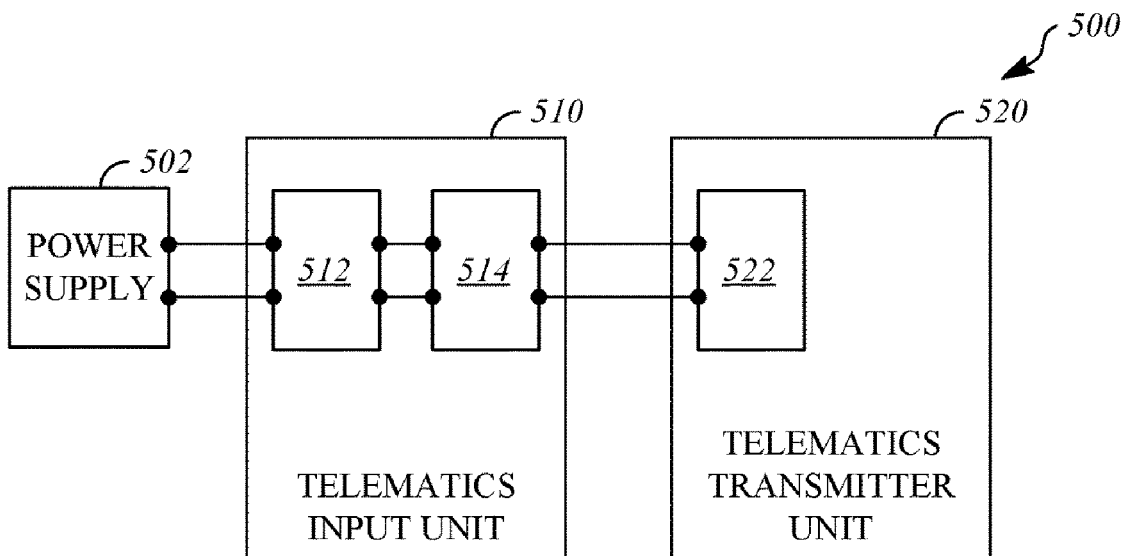 500
510
520
502
POWER
SUPPLY
512
514
522
TELEMATICS
INPUT UNIT
TELEMATICS
TRANSMITTER
UNIT